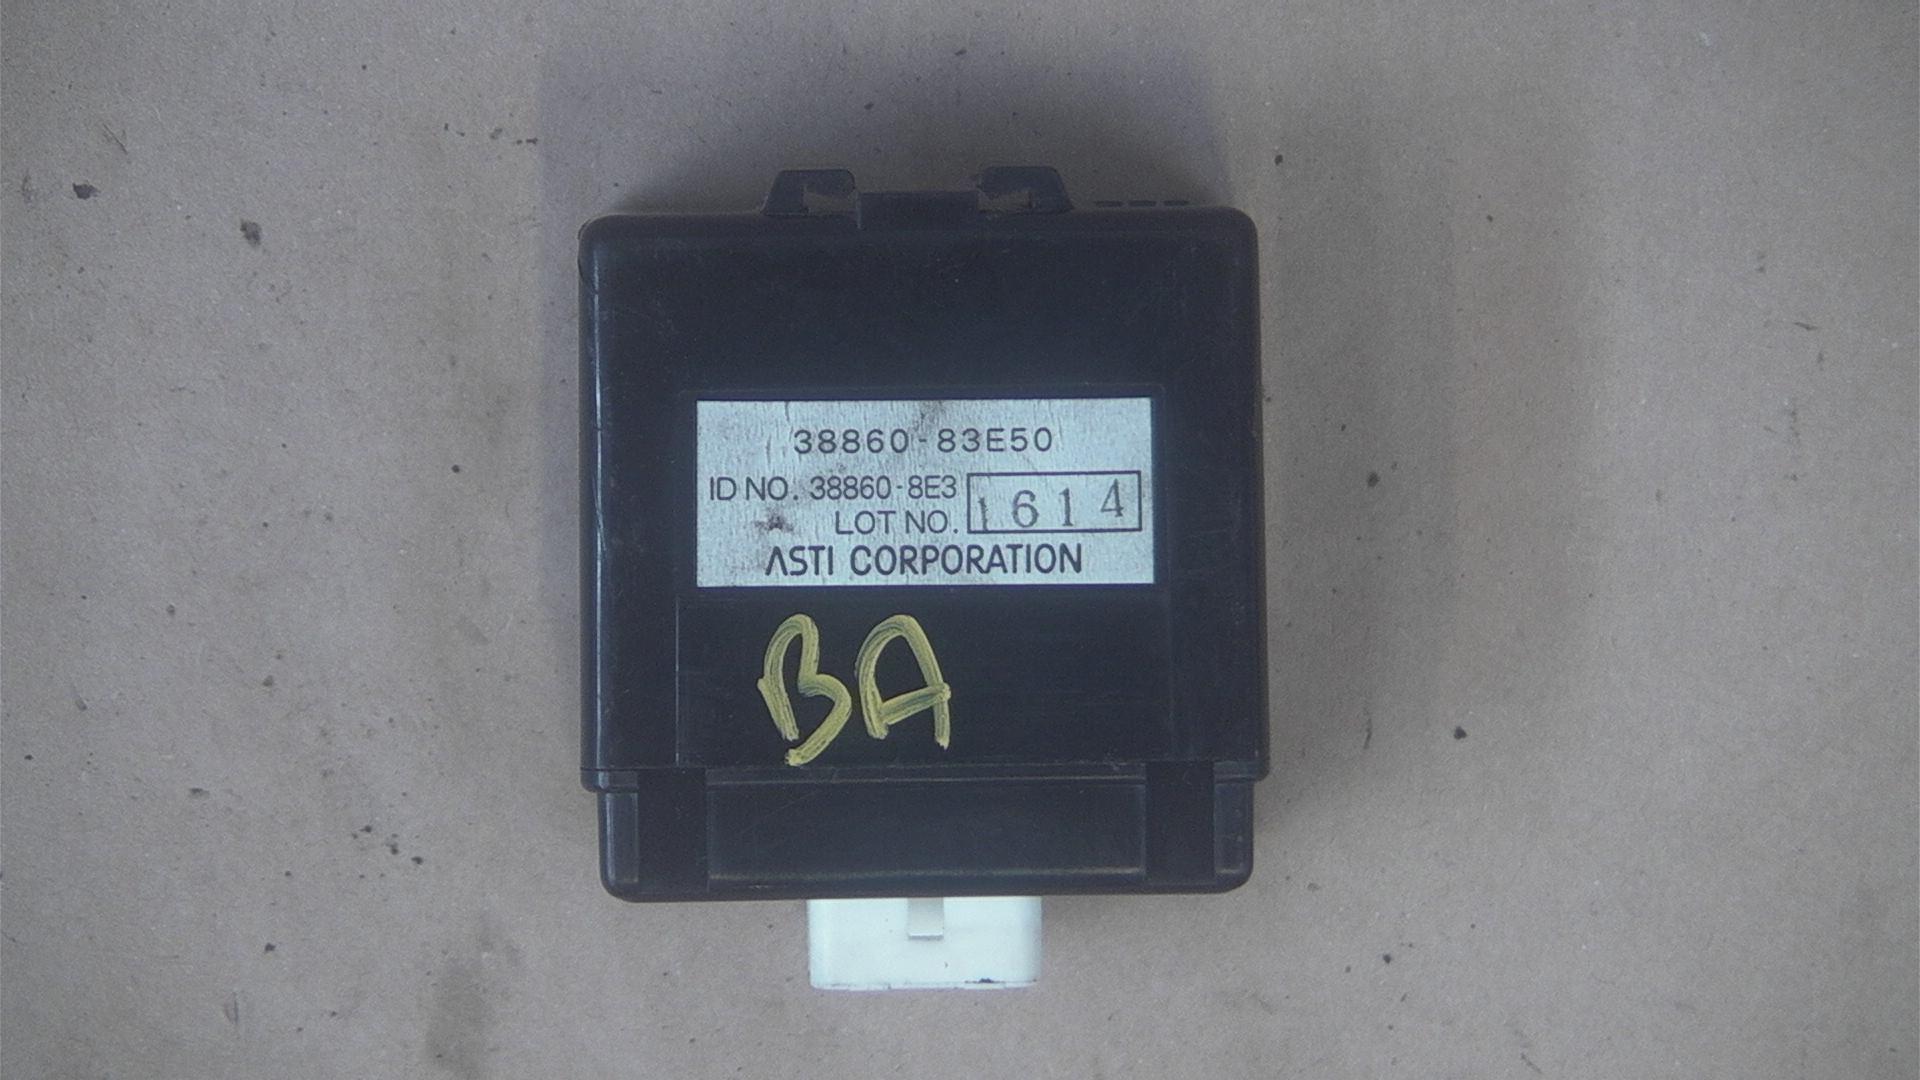 38860-83E50
ID NO. 38860-8E3
LOT NO. 1614
ASTI CORPORATION
BA